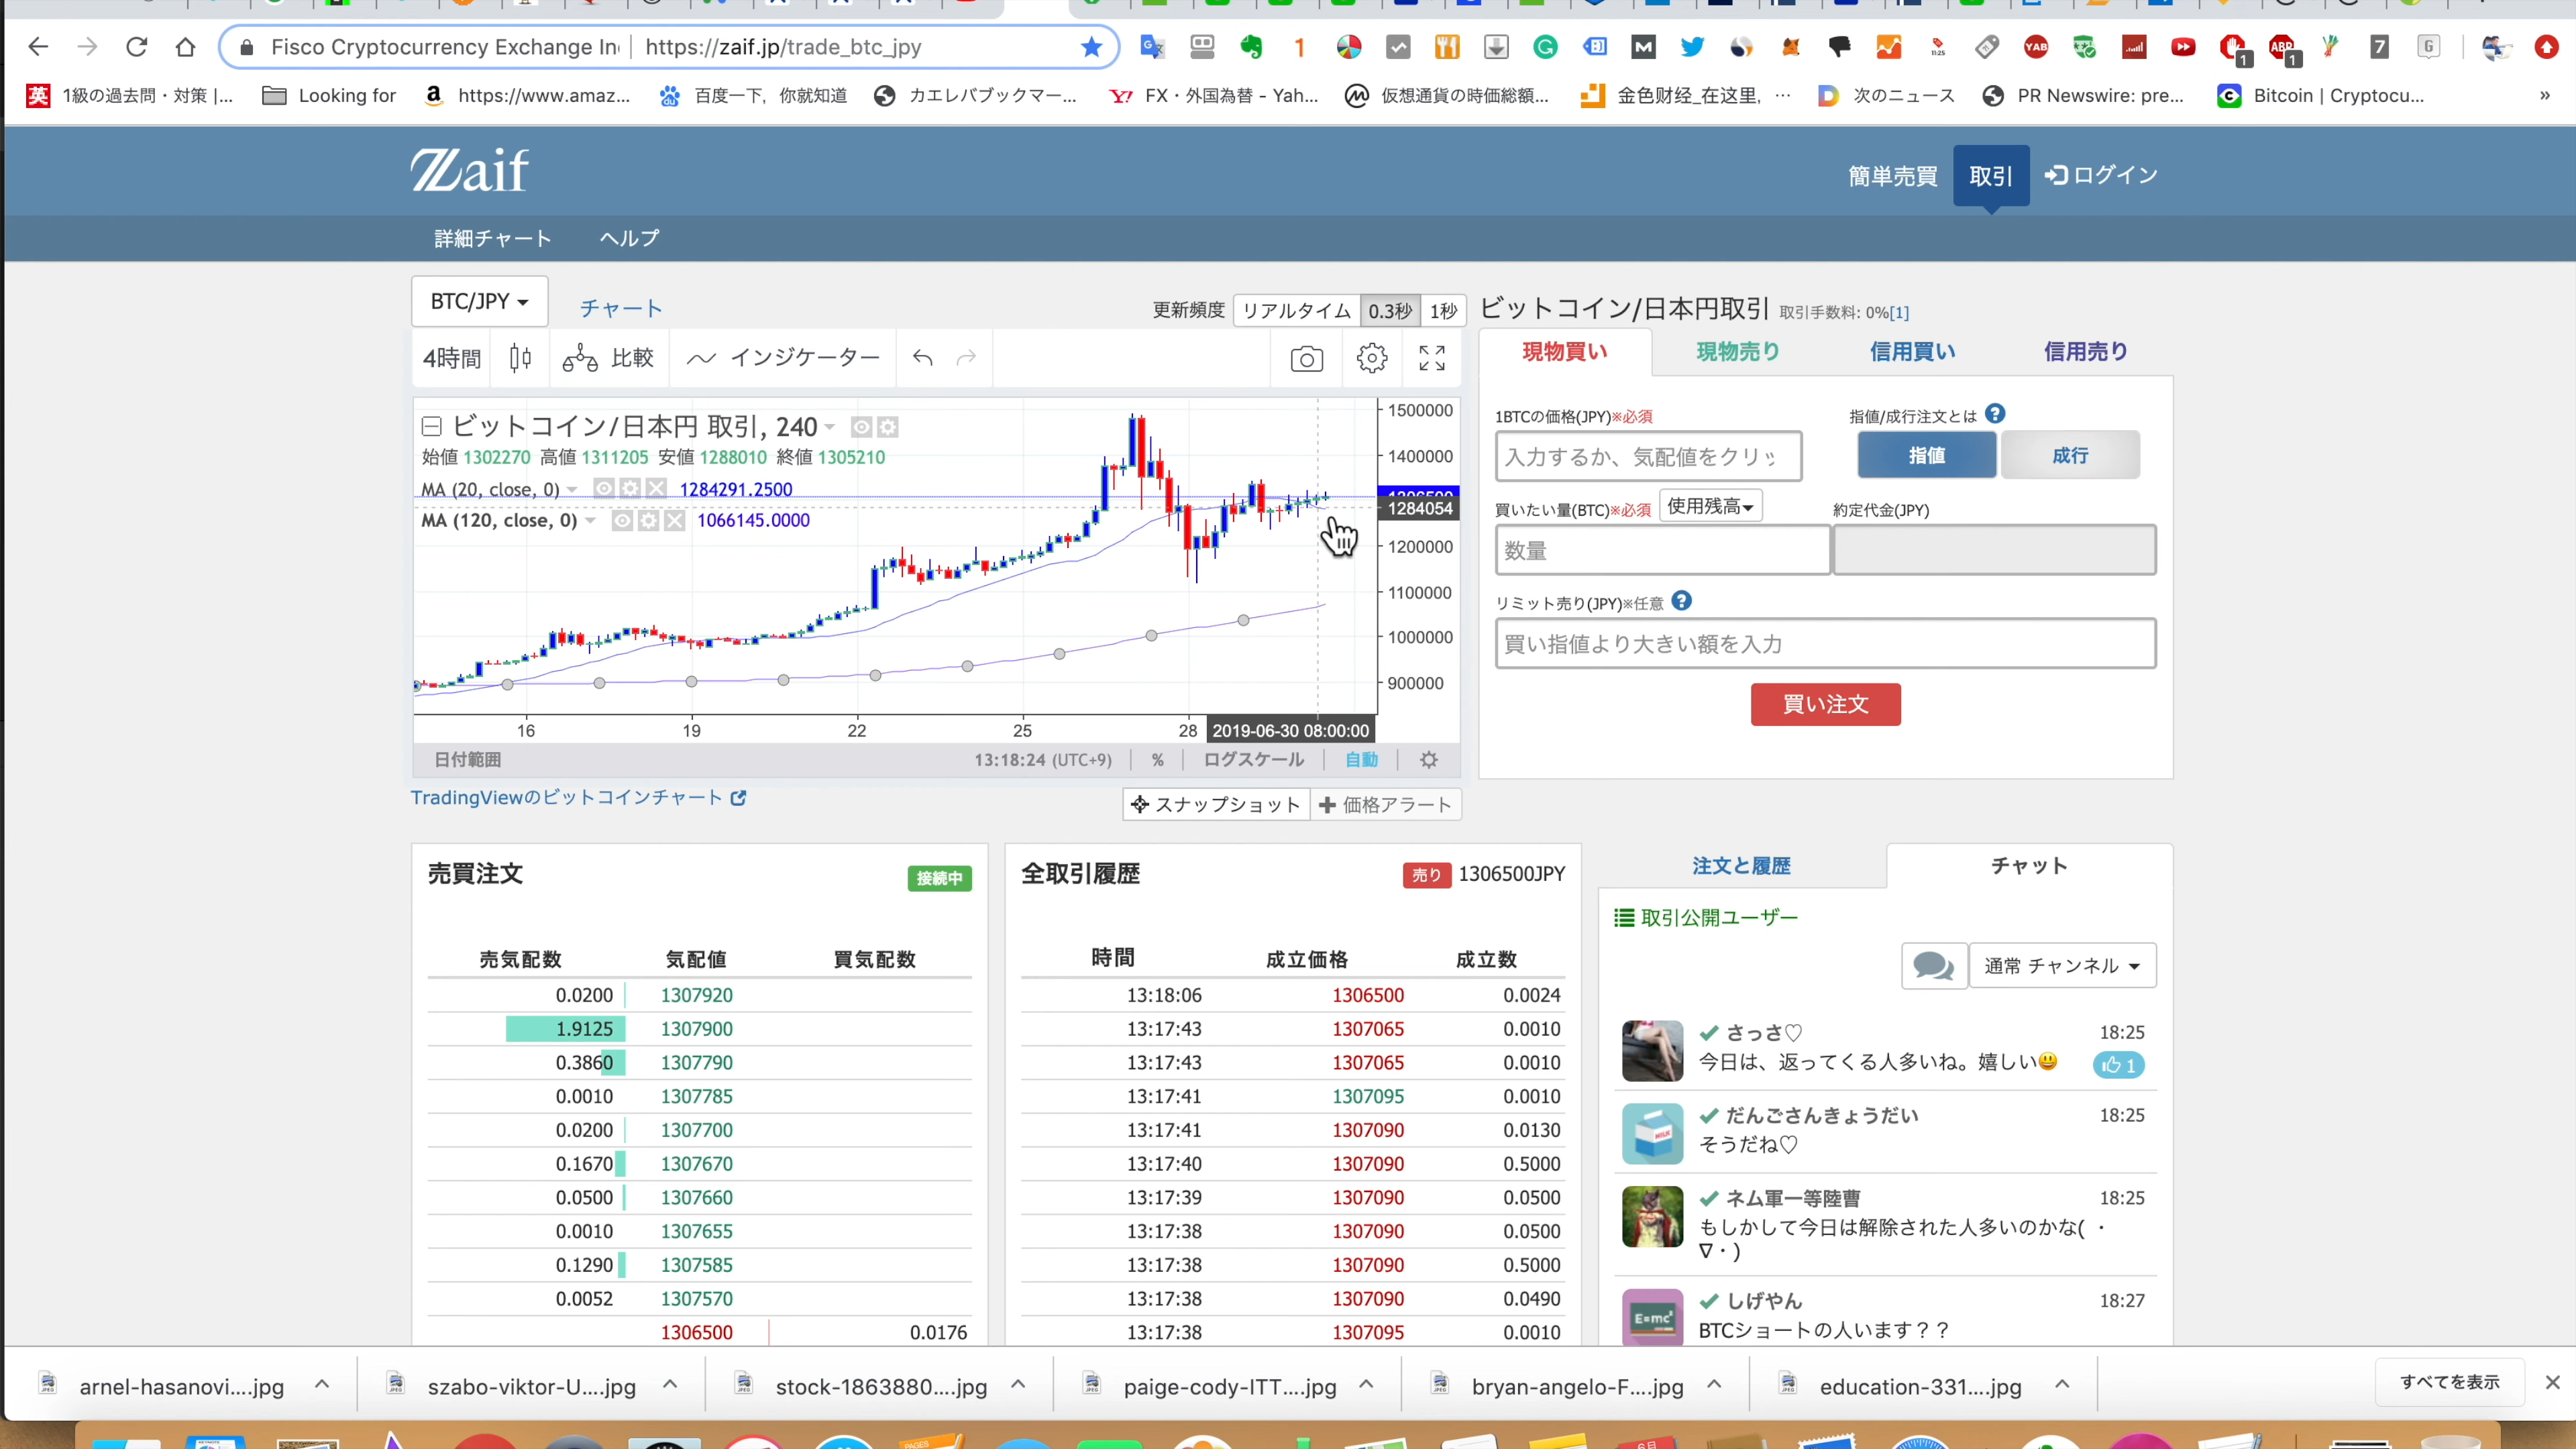 Fisco Cryptocurrency Exchange In
https://zaif.jp/trade_btc_jpy
英 1級の過去問・対策 |...
Looking for
https://www.amaz...
百度一下，你就知道
カエレバブックマー...
FX・外国為替 - Yah...
仮想通貨の時価総額...
金色财经_在这里, ...
次のニュース
PR Newswire: pre...
Bitcoin | Cryptocu...
»
Zaif
簡単売買
取引
ログイン
詳細チャート
ヘルプ
BTC/JPY
チャート
更新頻度
リアルタイム
0.3秒
1秒
4時間
比較
インジケーター
ビットコイン/日本円 取引, 240
始値 1302270 高値 1311205 安値 1288010 終値 1305210
MA (20, close, 0) 1284291.2500
MA (120, close, 0) 1066145.0000
1500000
1400000
1284054
1200000
1100000
1000000
900000
16
19
22
25
28
2019-06-30 08:00:00
日付範囲
13:18:24 (UTC+9)
%
ログスケール
自動
TradingViewのビットコインチャート
スナップショット
価格アラート
ビットコイン/日本円取引 取引手数料: 0%[1]
現物買い
現物売り
信用買い
信用売り
1BTCの価格(JPY)※必須
指値/成行注文とは
入力するか、気配値をクリッ
指値
成行
買いたい量(BTC)※必須
使用残高
約定代金(JPY)
数量
リミット売り(JPY)※任意
買い指値より大きい額を入力
買い注文
売買注文
接続中
売気配数 気配値 買気配数
0.0200 1307920
1.9125 1307900
0.3860 1307790
0.0010 1307785
0.0200 1307700
0.1670 1307670
0.0500 1307660
0.0010 1307655
0.1290 1307585
0.0052 1307570
1306500 0.0176
全取引履歴
売り 1306500JPY
時間 成立価格 成立数
13:18:06 1306500 0.0024
13:17:43 1307065 0.0010
13:17:43 1307065 0.0010
13:17:41 1307095 0.0010
13:17:41 1307090 0.0130
13:17:40 1307090 0.5000
13:17:39 1307090 0.0500
13:17:38 1307090 0.0500
13:17:38 1307090 0.5000
13:17:38 1307090 0.0490
13:17:38 1307095 0.0010
注文と履歴
チャット
取引公開ユーザー
通常 チャンネル
さっさ♡ 18:25
今日は、返ってくる人多いね。嬉しい😃 1
だんごさんきょうだい 18:25
そうだね♡
ネム軍一等陸曹 18:25
もしかして今日は解除された人多いのかな( ・
∇・)
しげやん 18:27
BTCショートの人います？？
arnel-hasanovi....jpg
szabo-viktor-U....jpg
stock-1863880....jpg
paige-cody-ITT....jpg
bryan-angelo-F....jpg
education-331....jpg
すべてを表示